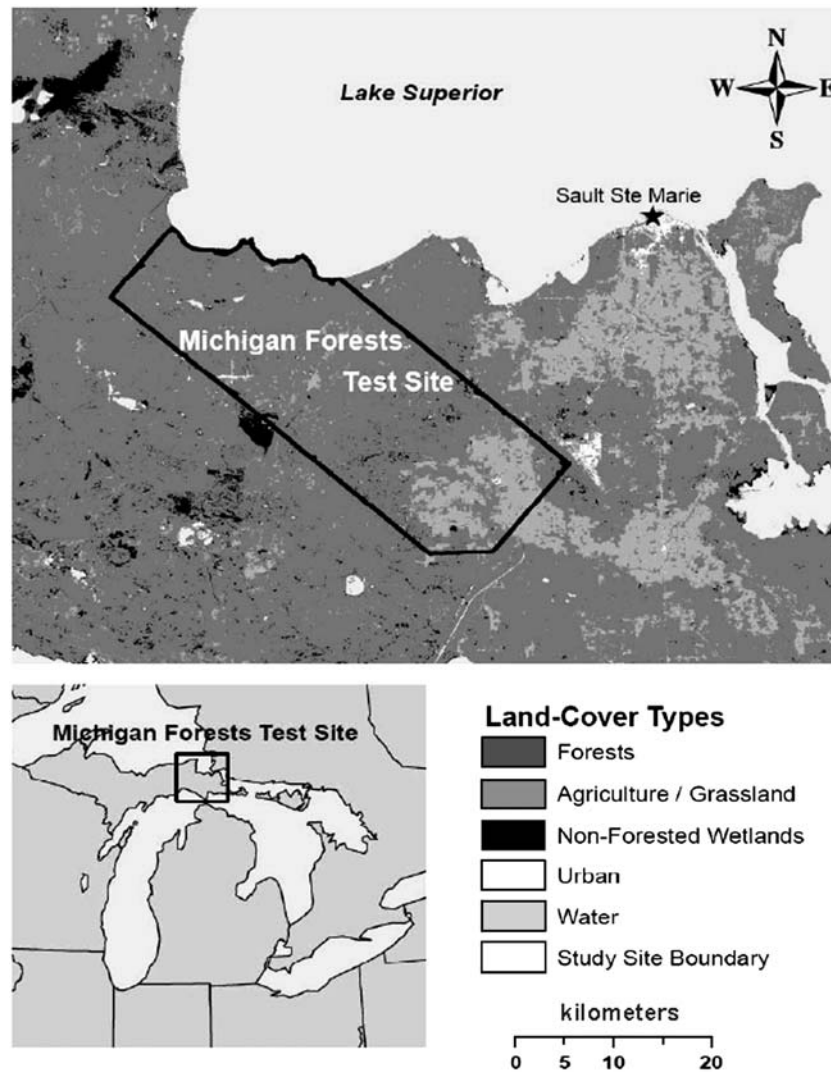 N
Lake Superior
W E
S
Sault Ste Marie
Michigan Forests
Test Site
Michigan Forests Test Site
Land-Cover Types
Forests
Agriculture / Grassland
Non-Forested Wetlands
Urban
Water
Study Site Boundary
kilometers
0 5 10 20